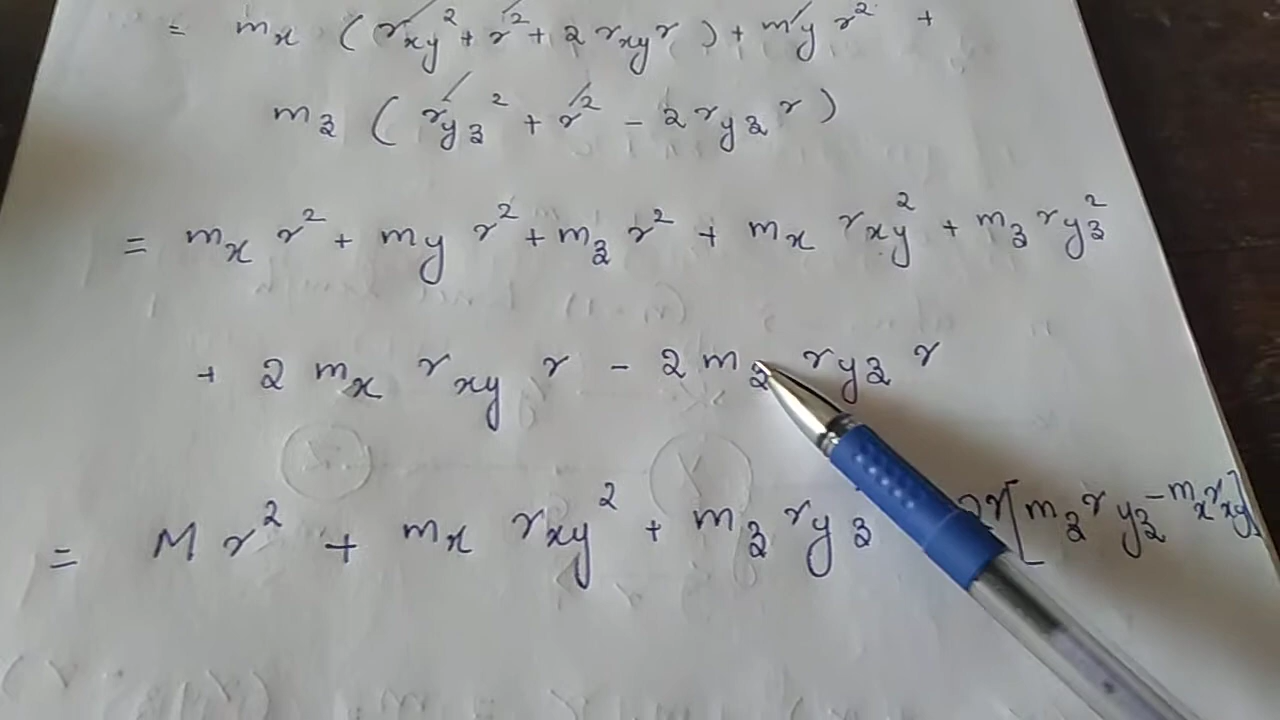 = mx (rxy² + r² + 2 rxy r) + my r² +
mz (ryz² + r² - 2 ryz r)
= mx r² + my r² + mz r² + mx rxy² + mz ryz²
+ 2 mx rxy r - 2 mz ryz r
= M r² + mx rxy² + mz ryz 2r[mz ryz - mx rxy]